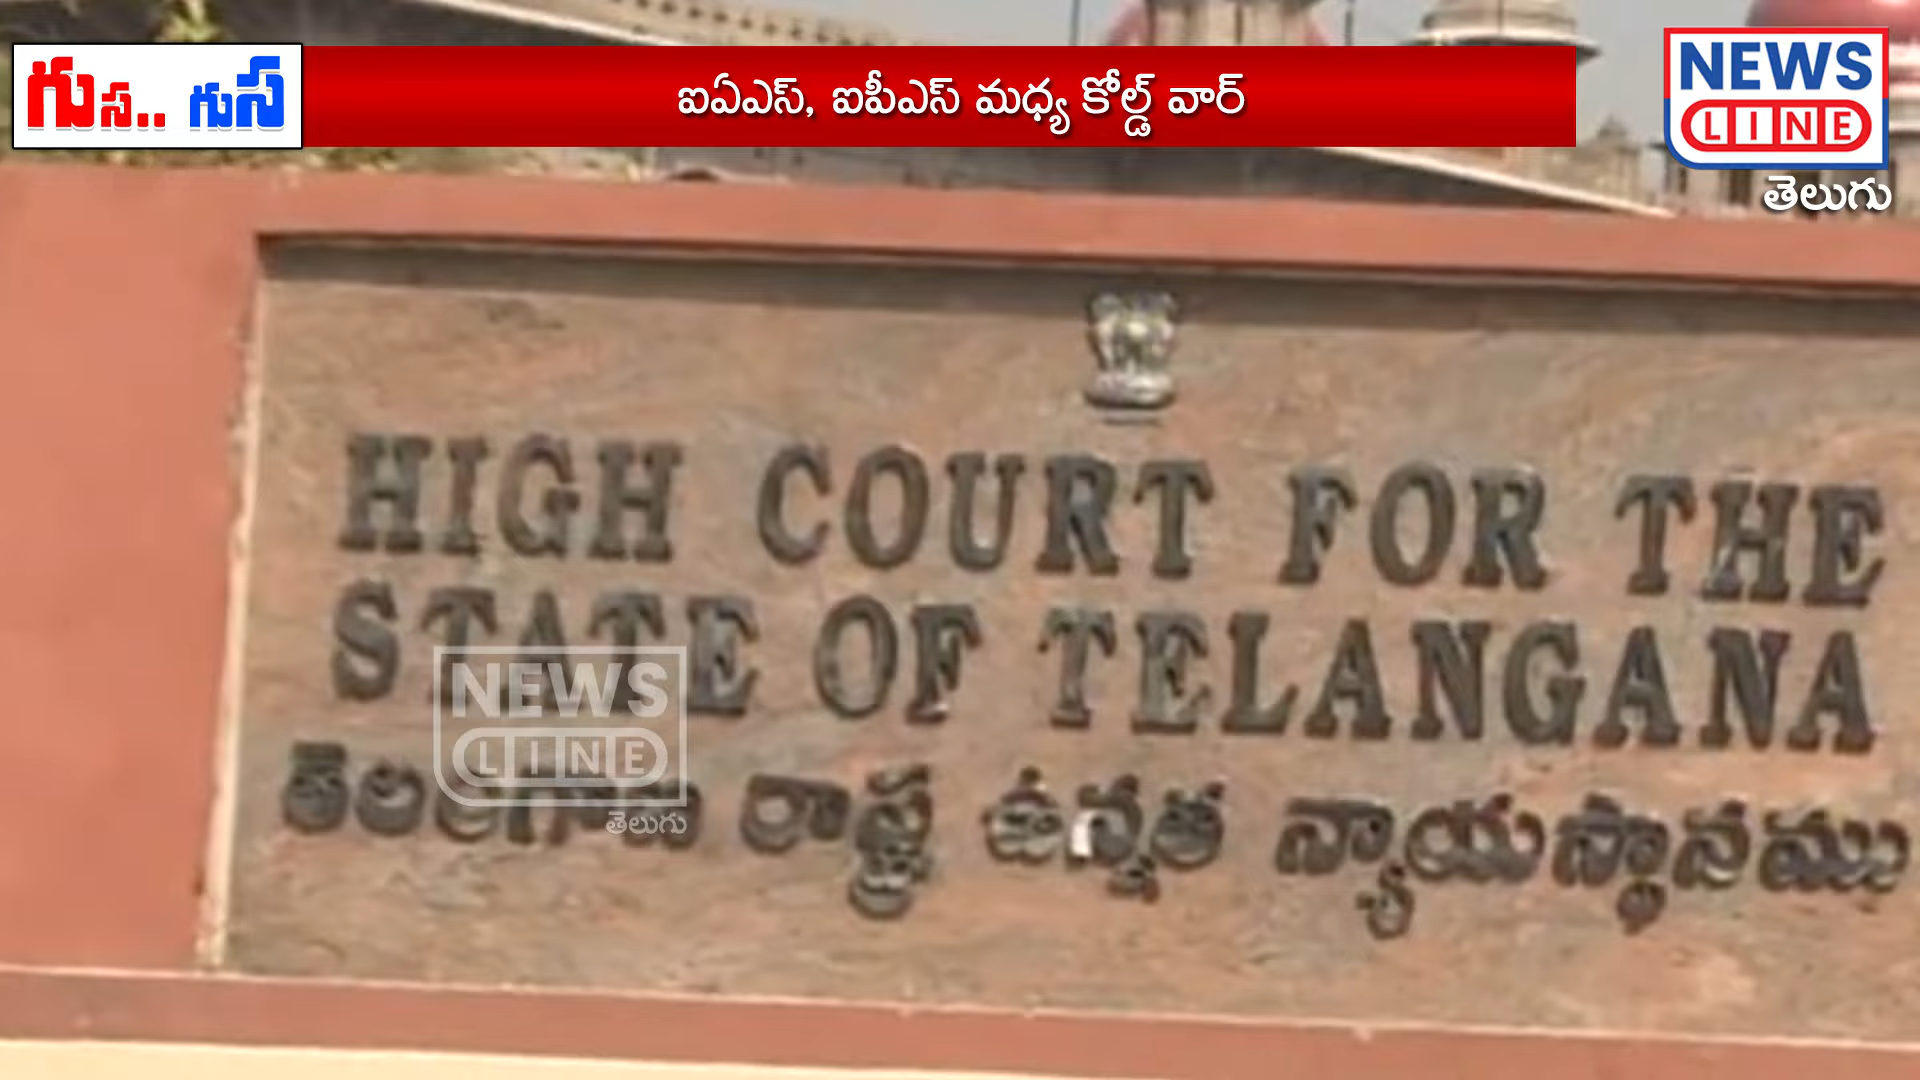 గుస.. గుస
ఐఏఎస్, ఐపీఎస్ మధ్య కోల్డ్ వార్
NEWS
LINE
తెలుగు
HIGH COURT FOR THE
STATE OF TELANGANA
NEWS
LINE
తెలుగు
తెలంగాణ రాష్ట్ర ఉన్నత న్యాయస్థానము